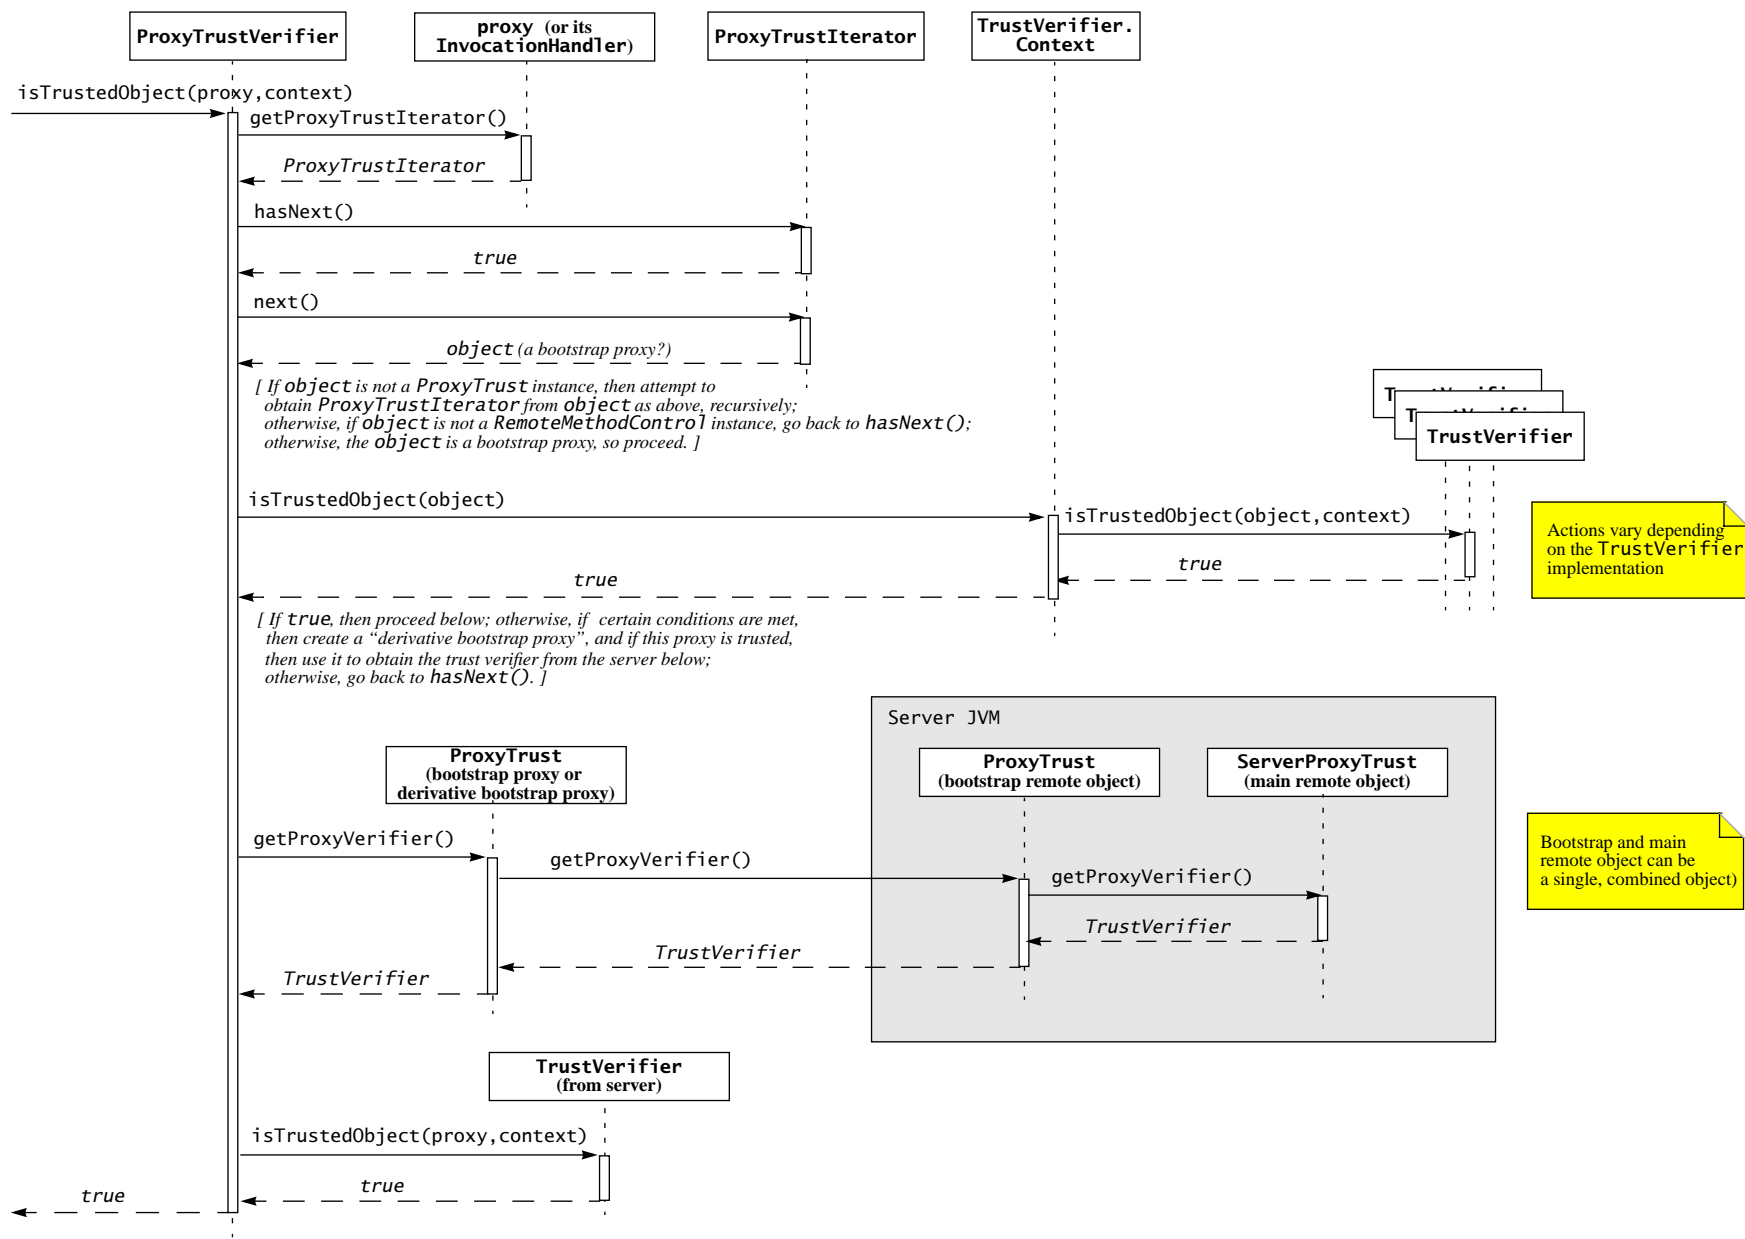 ProxyTrustVerifier
proxy (or its
InvocationHandler)
ProxyTrustIterator
TrustVerifier.
Context
isTrustedObject(proxy,context)
getProxyTrustIterator()
ProxyTrustIterator
hasNext()
true
next()
object (a bootstrap proxy?)
[ If object is not a ProxyTrust instance, then attempt to
obtain ProxyTrustIterator from object as above, recursively;
otherwise, if object is not a RemoteMethodControl instance, go back to hasNext();
otherwise, the object is a bootstrap proxy, so proceed. ]
TrustVerifier
isTrustedObject(object)
isTrustedObject(object,context)
true
true
Actions vary depending
on the TrustVerifier
implementation
[ If true, then proceed below; otherwise, if certain conditions are met,
then create a “derivative bootstrap proxy”, and if this proxy is trusted,
then use it to obtain the trust verifier from the server below;
otherwise, go back to hasNext(). ]
Server JVM
ProxyTrust
(bootstrap proxy or
derivative bootstrap proxy)
ProxyTrust
(bootstrap remote object)
ServerProxyTrust
(main remote object)
getProxyVerifier()
getProxyVerifier()
getProxyVerifier()
TrustVerifier
TrustVerifier
TrustVerifier
Bootstrap and main
remote object can be
a single, combined object)
TrustVerifier
(from server)
isTrustedObject(proxy,context)
true
true